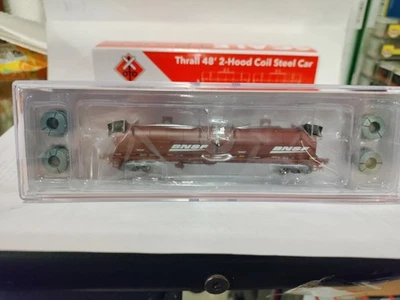 Thrall 48' 2-Hood Coil Steel Car
BNSF BNSF